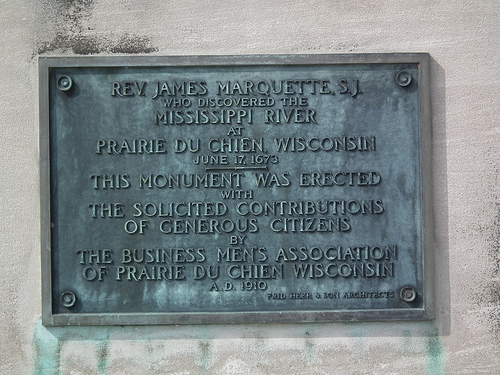 REV. JAMES MARQUETTE, S.J.
WHO DISCOVERED THE
MISSISSIPPI RIVER
AT
PRAIRIE DU CHIEN, WISCONSIN
JUNE 17, 1673
THIS MONUMENT WAS ERECTED
WITH
THE SOLICITED CONTRIBUTIONS
OF GENEROUS CITIZENS
BY
THE BUSINESS MEN'S ASSOCIATION
OF PRAIRIE DU CHIEN WISCONSIN
A.D. 1910
FRID. HEER & SON ARCHITECTS